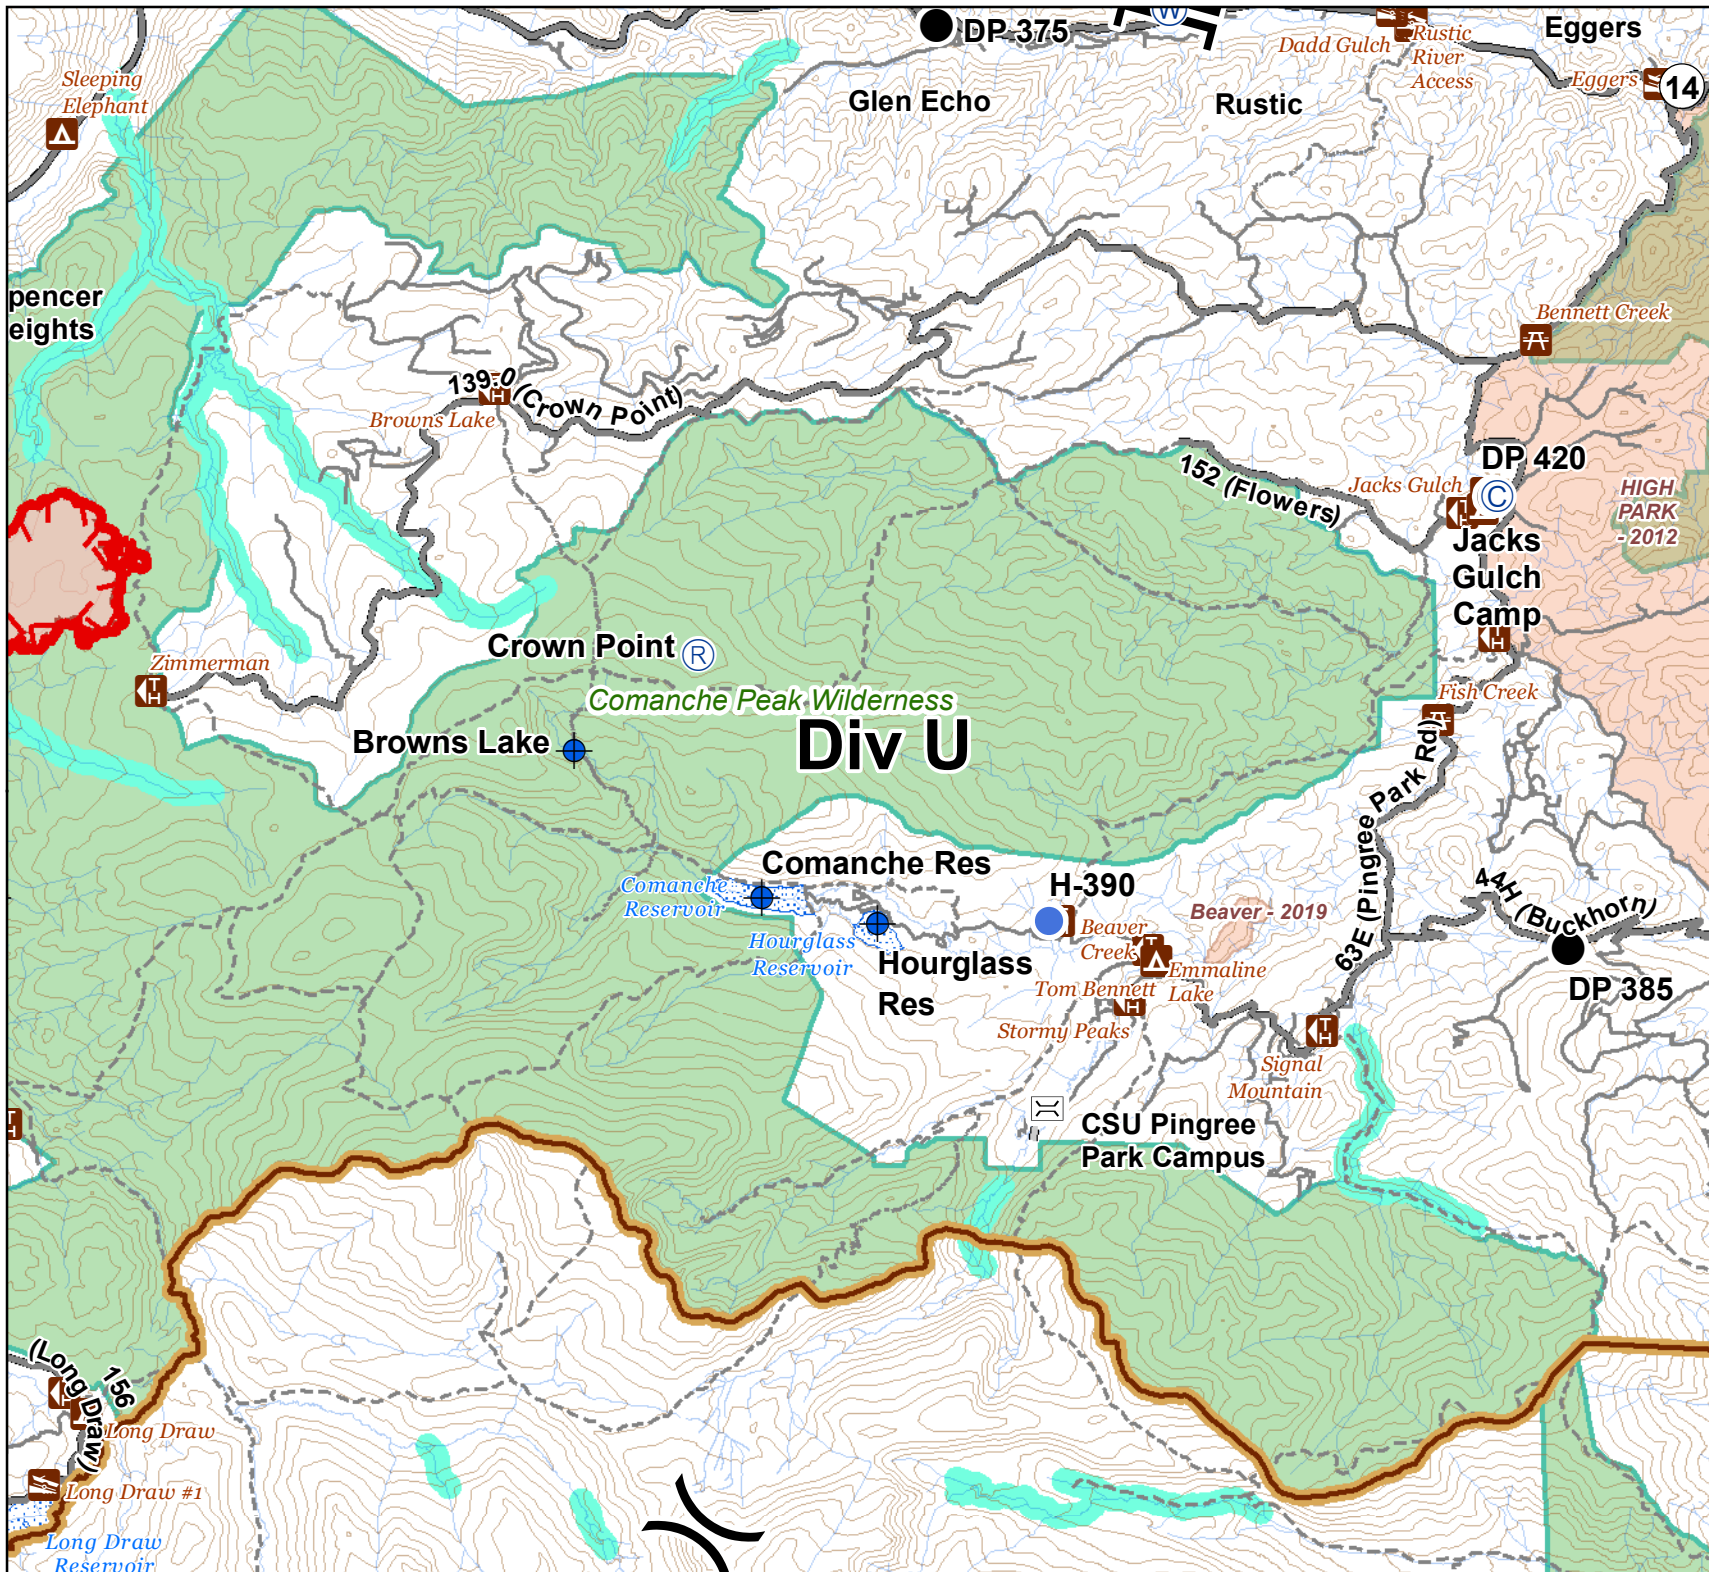 W
DP 375
Dadd Gulch
Rustic
River
Access
Eggers
Eggers
14
Sleeping
Elephant
Glen Echo
Rustic
pencer
eights
Bennett Creek
139.0 (Crown Point)
Browns Lake
152 (Flowers)
DP 420
Jacks Gulch
C
HIGH
PARK
- 2012
Jacks
Gulch
Camp
TH
Zimmerman
TH
Crown Point
R
Comanche Peak Wilderness
Div U
Browns Lake
Fish Creek
63E (Pingree Park Rd)
Comanche Res
Comanche
Reservoir
H-390
Beaver - 2019
44H (Buckhorn)
Beaver
Creek
Hourglass
Reservoir
Hourglass
Res
Emmaline
Lake
Tom Bennett
Stormy Peaks
DP 385
TH
Signal
Mountain
CSU Pingree
Park Campus
TH
156
(Long Draw)
Long Draw
Long Draw #1
Long Draw
Reservoir